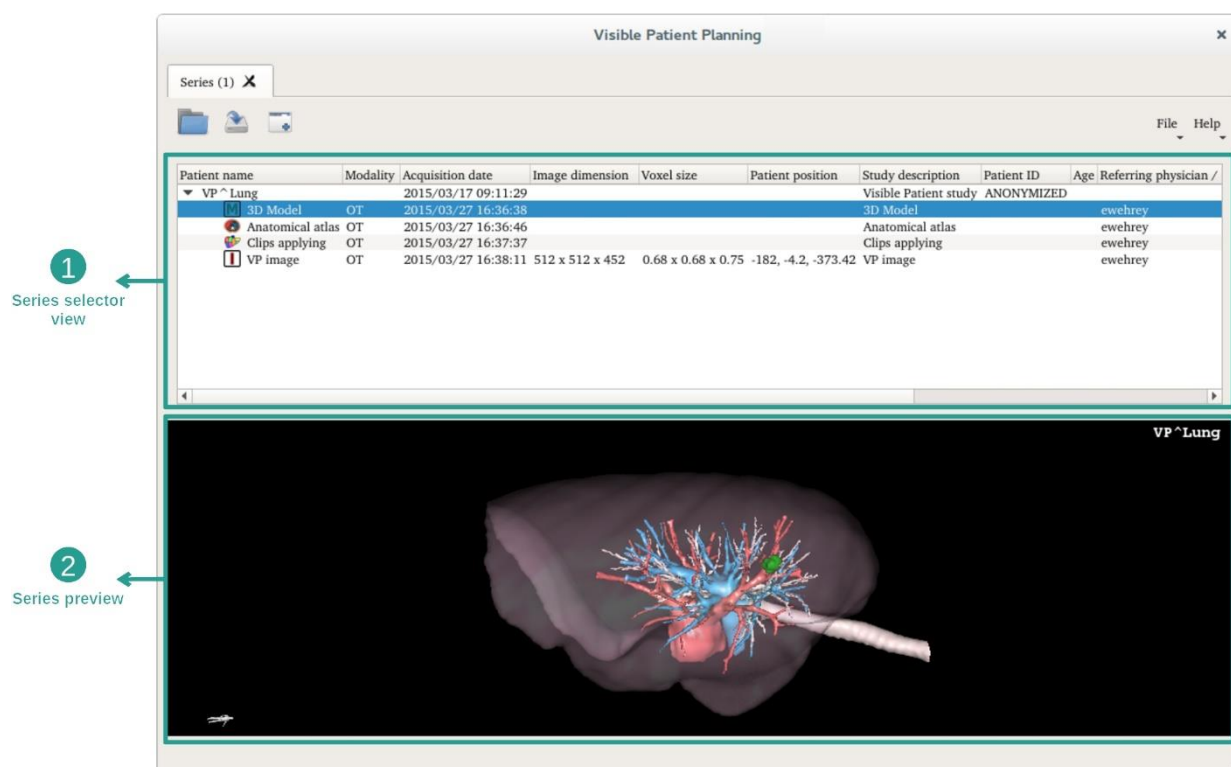 Visible Patient Planning
Series (1)
File Help
Patient name Modality Acquisition date Image dimension Voxel size Patient position Study description Patient ID Age Referring physician /
VP ^ Lung 2015/03/17 09:11:29 Visible Patient study ANONYMIZED
M 3D Model OT 2015/03/27 16:36:38 3D Model ewehrey
Anatomical atlas OT 2015/03/27 16:36:46 Anatomical atlas ewehrey
Clips applying OT 2015/03/27 16:37:37 Clips applying ewehrey
VP image OT 2015/03/27 16:38:11 512 x 512 x 452 0.68 x 0.68 x 0.75 -182, -4.2, -373.42 VP image ewehrey
1
Series selector
view
VP^Lung
2
Series preview